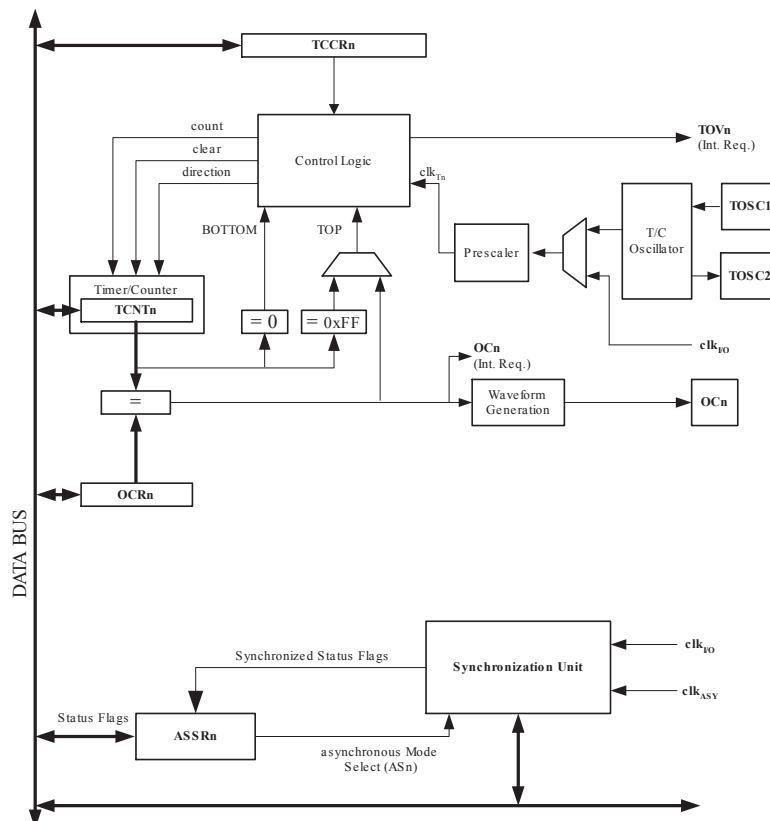 TCCRn
count
clear
direction
Control Logic
clkTn
TOVn
(Int. Req.)
BOTTOM
TOP
Prescaler
T/C
Oscillator
TOSC1
TOSC2
Timer/Counter
TCNTn
= 0
= 0xFF
clkI/O
OCn
(Int. Req.)
=
Waveform
Generation
OCn
OCRn
DATA BUS
Synchronized Status Flags
Synchronization Unit
clkI/O
clkASY
Status Flags
ASSRn
asynchronous Mode
Select (ASn)